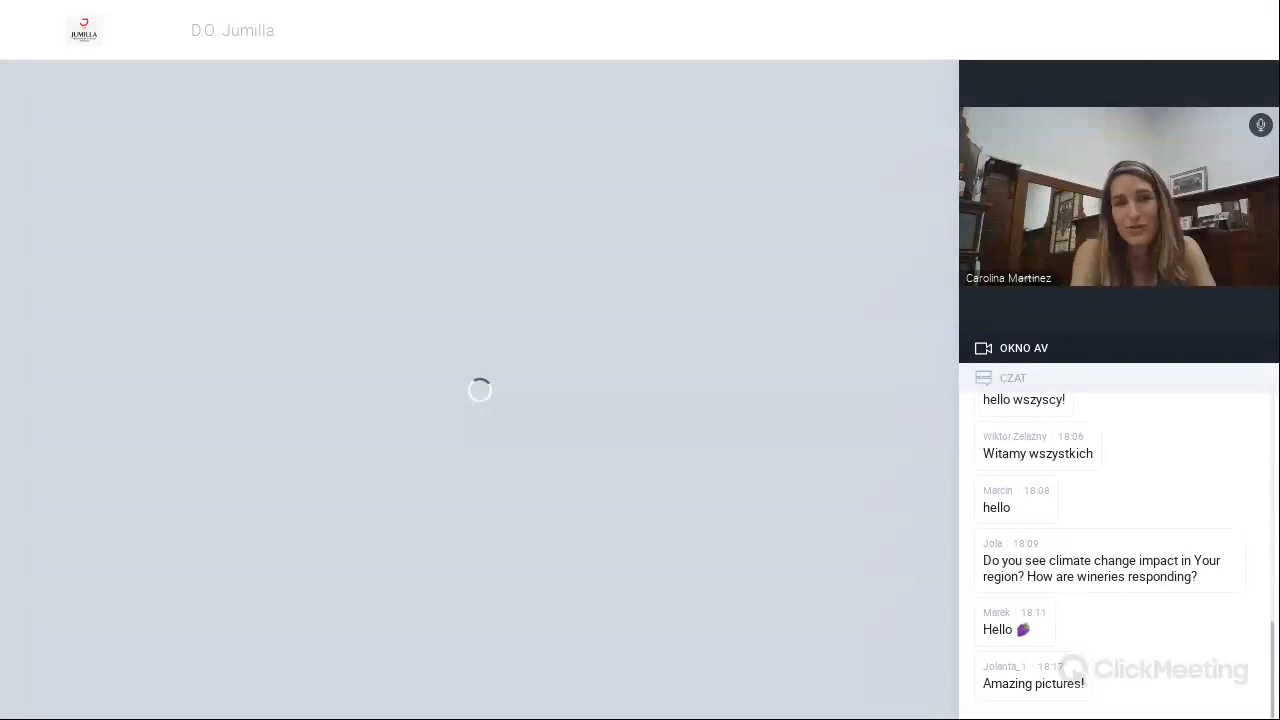 JUMILLA
D.O. Jumilla
Carolina Martínez
OKNO AV
CZAT
hello wszyscy!
Wiktor Zelazny 18:06
Witamy wszystkich
Marcin 18:08
hello
Jola 18:09
Do you see climate change impact in Your
region? How are wineries responding?
Marek 18:11
Hello 🍇
Jolanta_1 18:17
Amazing pictures!
ClickMeeting